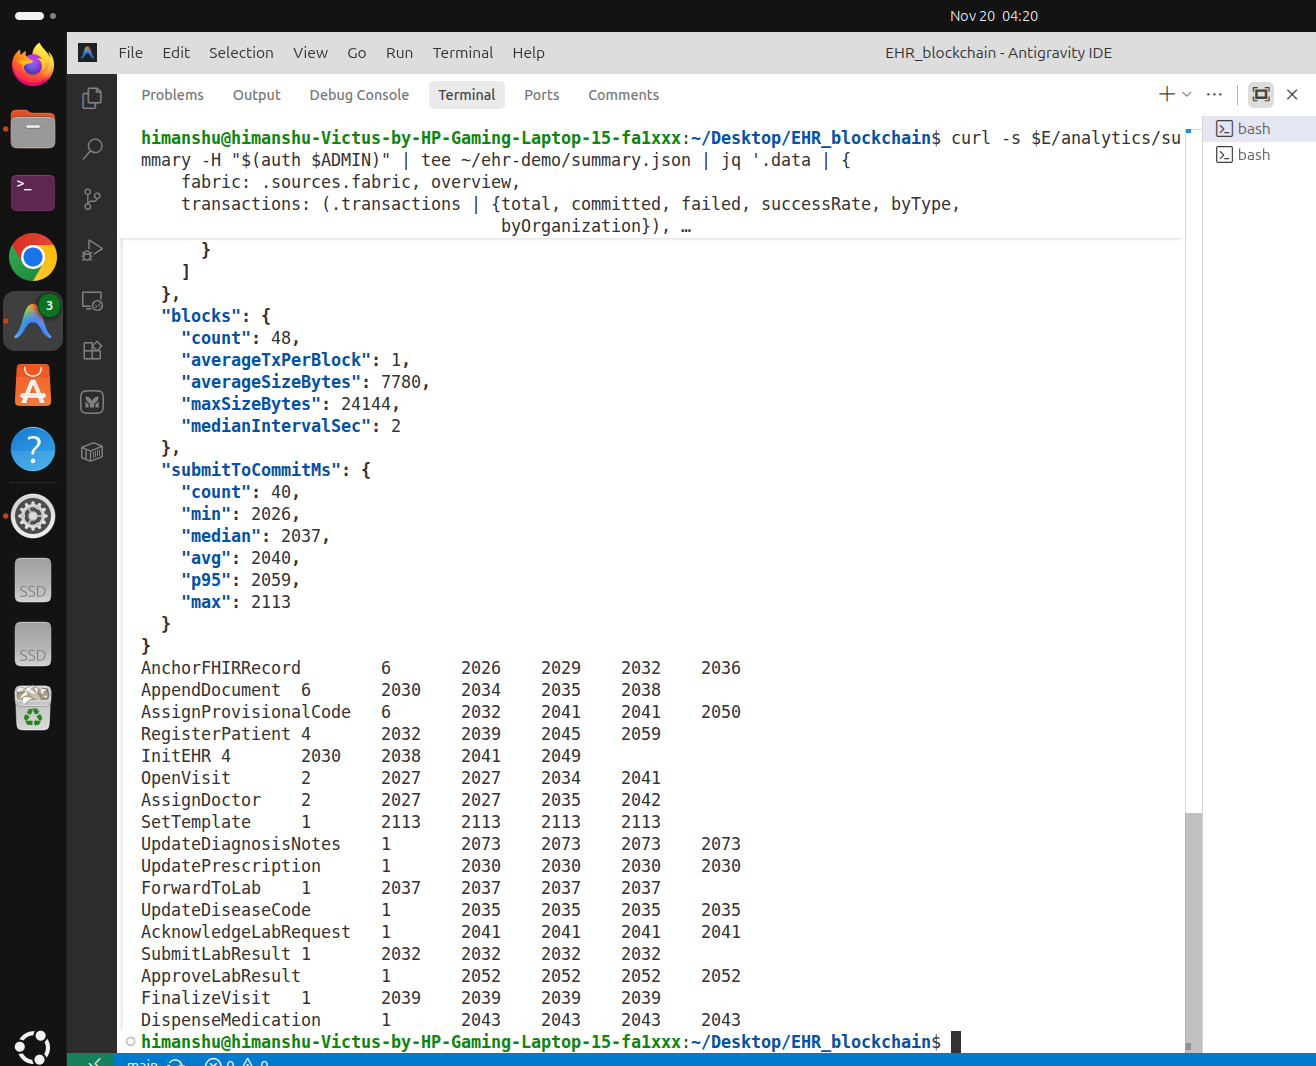 Nov 20  04:20
File  Edit  Selection  View  Go  Run  Terminal  Help  EHR_blockchain - Antigravity IDE
Problems  Output  Debug Console  Terminal  Ports  Comments
himanshu@himanshu-Victus-by-HP-Gaming-Laptop-15-fa1xxx:~/Desktop/EHR_blockchain$ curl -s $E/analytics/su
mmary -H "$(auth $ADMIN)" | tee ~/ehr-demo/summary.json | jq '.data | {
    fabric: .sources.fabric, overview,
    transactions: (.transactions | {total, committed, failed, successRate, byType,
                                    byOrganization}), …
      }
    ]
  },
  "blocks": {
    "count": 48,
    "averageTxPerBlock": 1,
    "averageSizeBytes": 7780,
    "maxSizeBytes": 24144,
    "medianIntervalSec": 2
  },
  "submitToCommitMs": {
    "count": 40,
    "min": 2026,
    "median": 2037,
    "avg": 2040,
    "p95": 2059,
    "max": 2113
  }
}
AnchorFHIRRecord        6       2026    2029    2032    2036
AppendDocument  6       2030    2034    2035    2038
AssignProvisionalCode   6       2032    2041    2041    2050
RegisterPatient 4       2032    2039    2045    2059
InitEHR 4       2030    2038    2041    2049
OpenVisit       2       2027    2027    2034    2041
AssignDoctor    2       2027    2027    2035    2042
SetTemplate     1       2113    2113    2113    2113
UpdateDiagnosisNotes    1       2073    2073    2073    2073
UpdatePrescription      1       2030    2030    2030    2030
ForwardToLab    1       2037    2037    2037    2037
UpdateDiseaseCode       1       2035    2035    2035    2035
AcknowledgeLabRequest   1       2041    2041    2041    2041
SubmitLabResult 1       2032    2032    2032    2032
ApproveLabResult        1       2052    2052    2052    2052
FinalizeVisit   1       2039    2039    2039    2039
DispenseMedication      1       2043    2043    2043    2043
himanshu@himanshu-Victus-by-HP-Gaming-Laptop-15-fa1xxx:~/Desktop/EHR_blockchain$
bash
bash
3
SSD
SSD
main  0  0